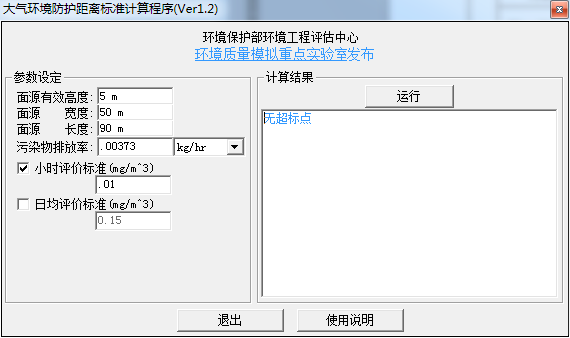 大气环境防护距离标准计算程序(Ver1.2)
环境保护部环境工程评估中心
环境质量模拟重点实验室发布
参数设定
面源有效高度: 5 m
面源 宽度: 50 m
面源 长度: 90 m
污染物排放率: .00373 kg/hr
小时评价标准(mg/m^3)
.01
日均评价标准(mg/m^3)
0.15
计算结果
运行
无超标点
退出
使用说明